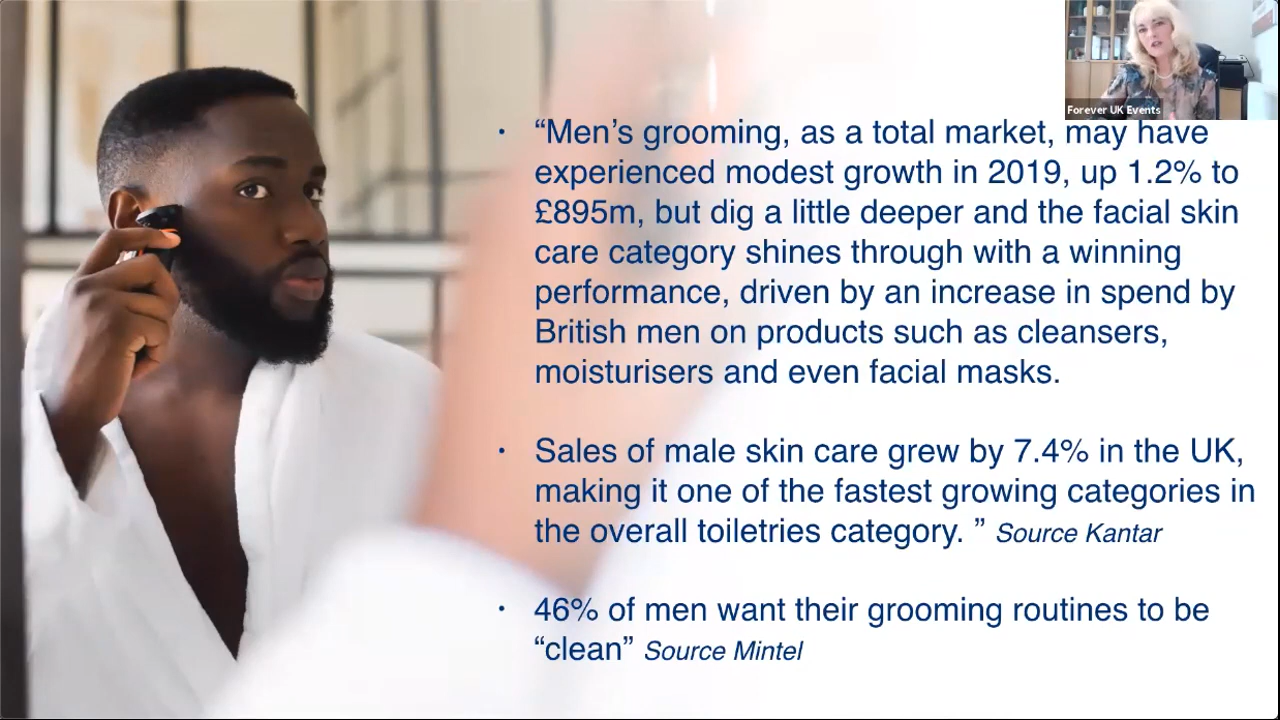 Forever UK Events
• “Men’s grooming, as a total market, may have
experienced modest growth in 2019, up 1.2% to
£895m, but dig a little deeper and the facial skin
care category shines through with a winning
performance, driven by an increase in spend by
British men on products such as cleansers,
moisturisers and even facial masks.
• Sales of male skin care grew by 7.4% in the UK,
making it one of the fastest growing categories in
the overall toiletries category. ” Source Kantar
• 46% of men want their grooming routines to be
“clean” Source Mintel